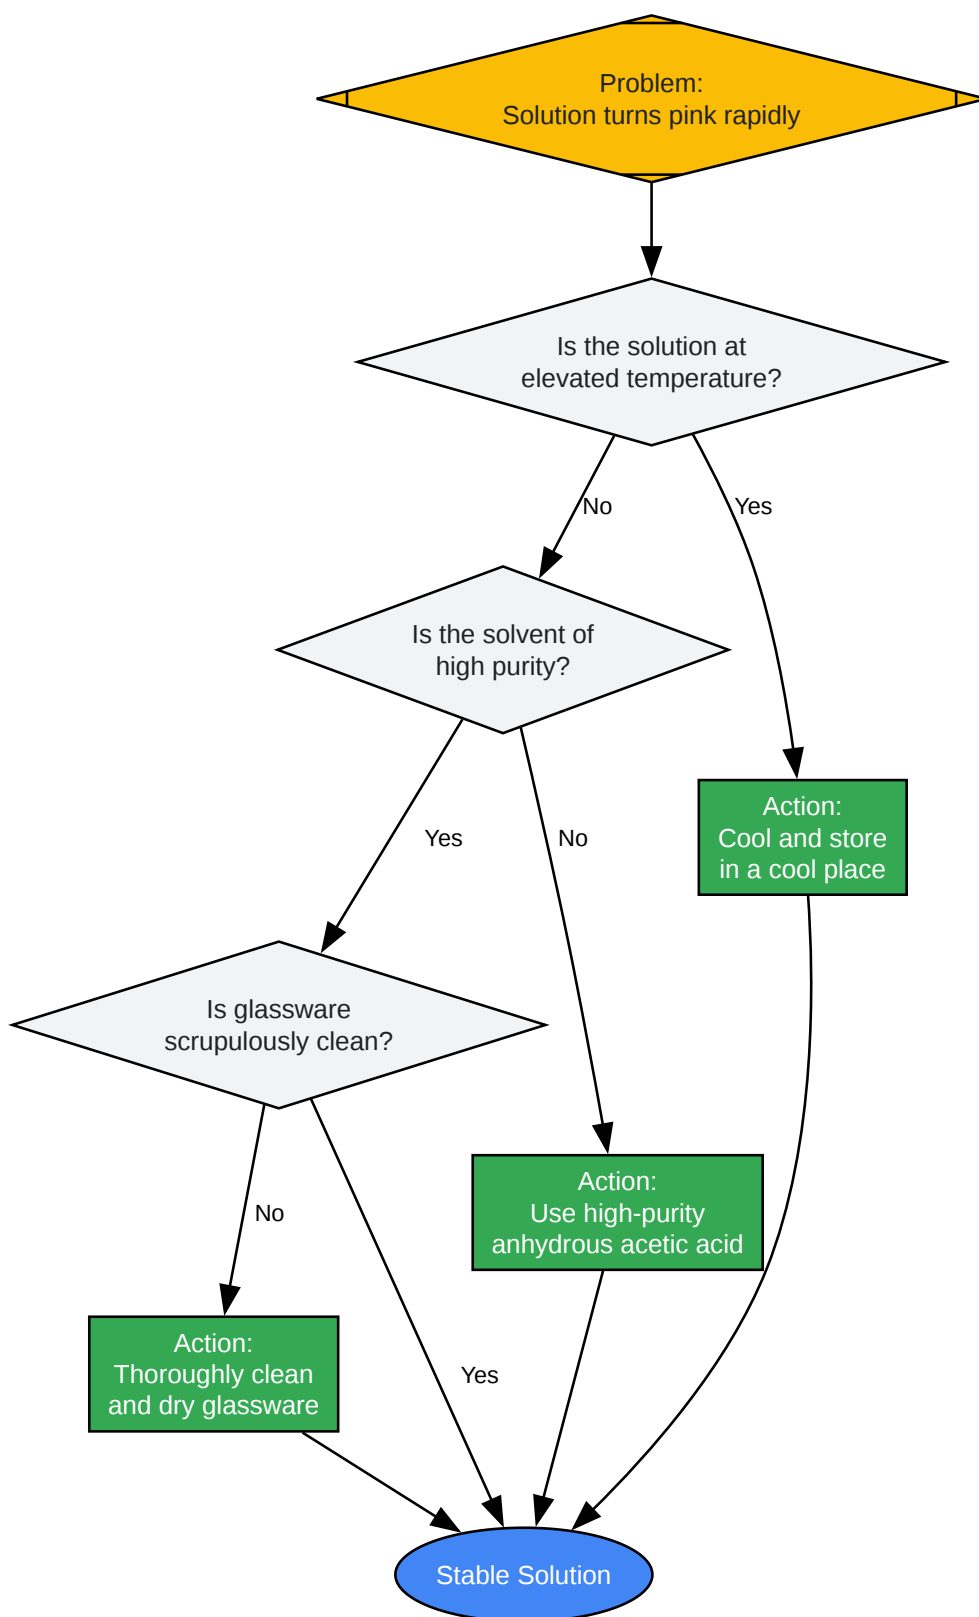 Problem:
Solution turns pink rapidly
Is the solution at
elevated temperature?
No
Yes
Is the solvent of
high purity?
Action:
Cool and store
in a cool place
Yes
No
Is glassware
scrupulously clean?
Action:
Use high-purity
anhydrous acetic acid
No
Action:
Thoroughly clean
and dry glassware
Yes
Stable Solution